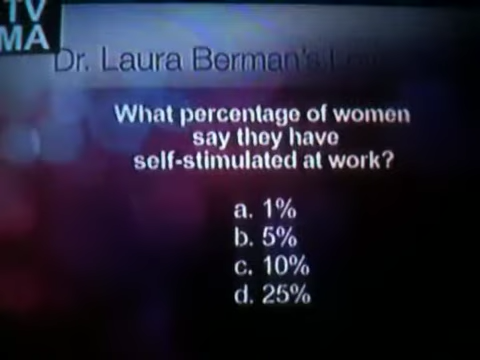 TV
MA
Dr. Laura Berman's
What percentage of women
say they have
self-stimulated at work?
a. 1%
b. 5%
c. 10%
d. 25%